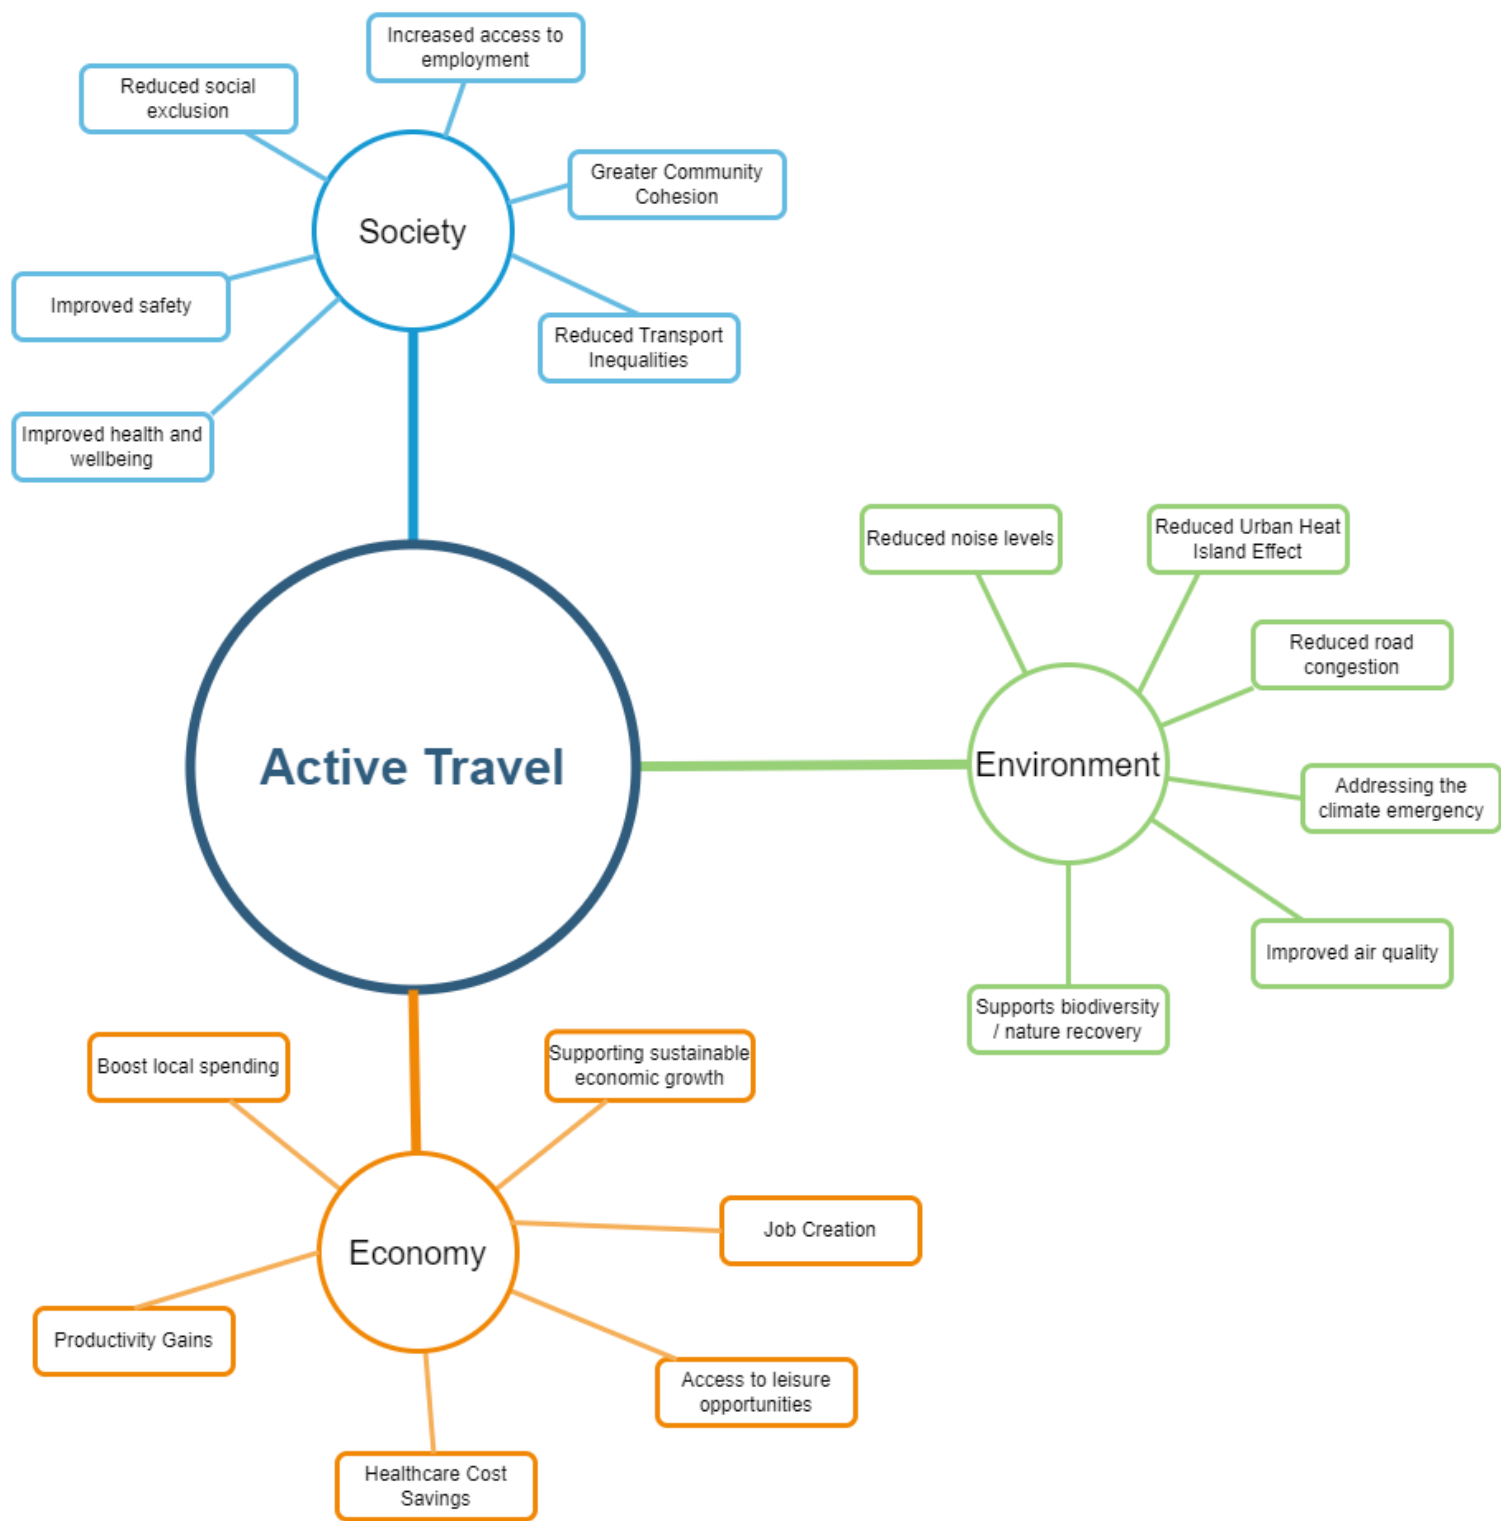 Increased access to
employment
Reduced social
exclusion
Greater Community
Cohesion
Society
Improved safety
Reduced Transport
Inequalities
Improved health and
wellbeing
Reduced noise levels
Reduced Urban Heat
Island Effect
Reduced road
congestion
Active Travel
Environment
Addressing the
climate emergency
Improved air quality
Supports biodiversity
/ nature recovery
Boost local spending
Supporting sustainable
economic growth
Job Creation
Economy
Productivity Gains
Access to leisure
opportunities
Healthcare Cost
Savings